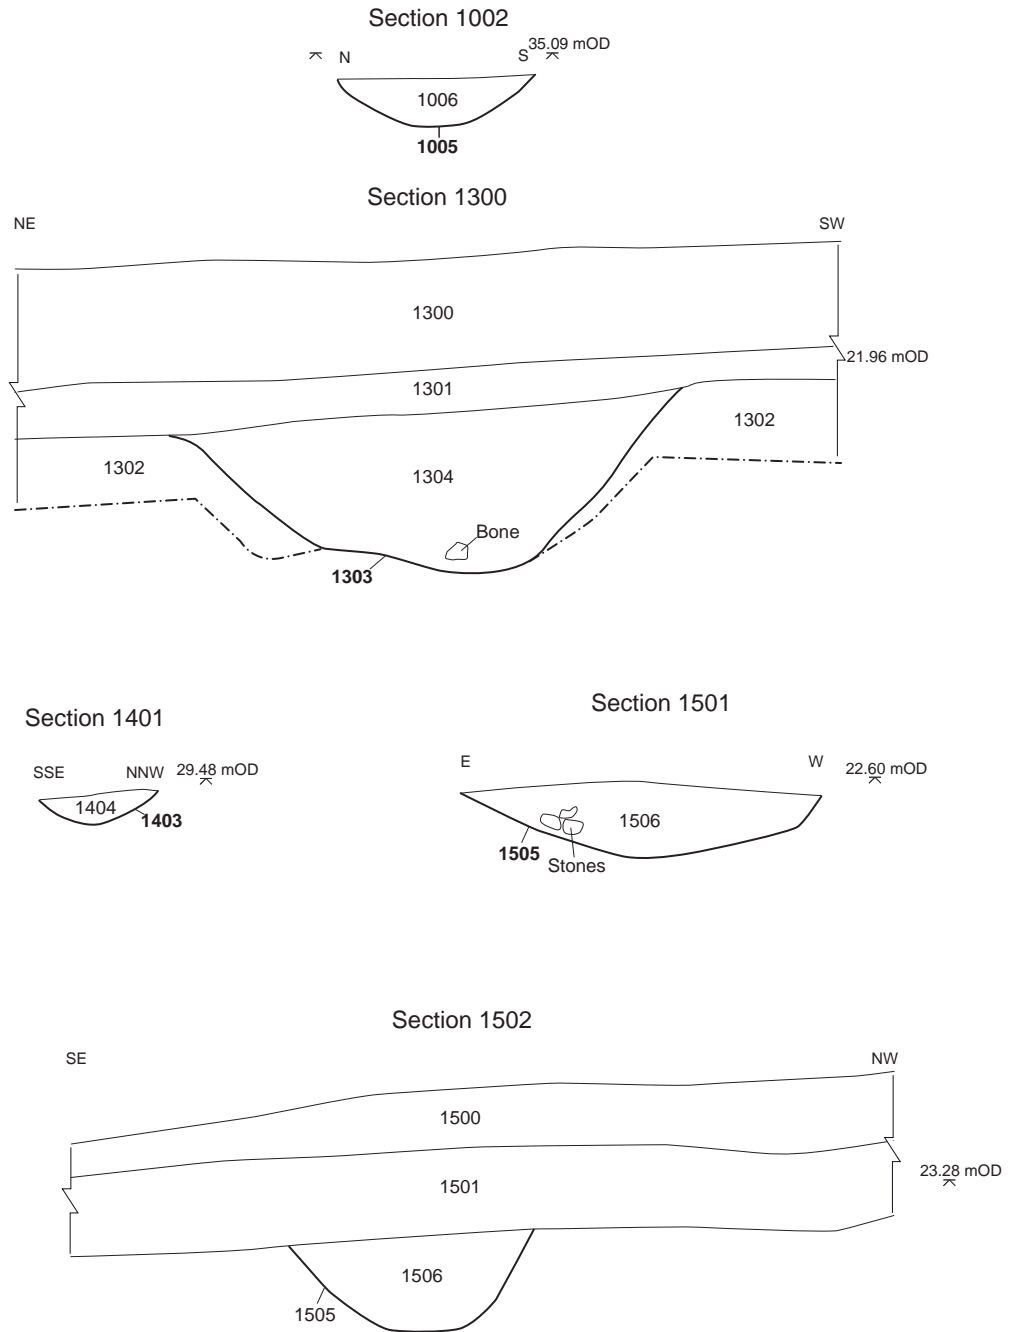 Section 1002
N S 35.09 mOD
1006
1005
Section 1300
NE SW
1300
21.96 mOD
1301
1302
1302
1304
Bone
1303
Section 1401
SSE NNW 29.48 mOD
1404
1403
Section 1501
E W 22.60 mOD
1506
1505
Stones
Section 1502
SE NW
1500
23.28 mOD
1501
1506
1505